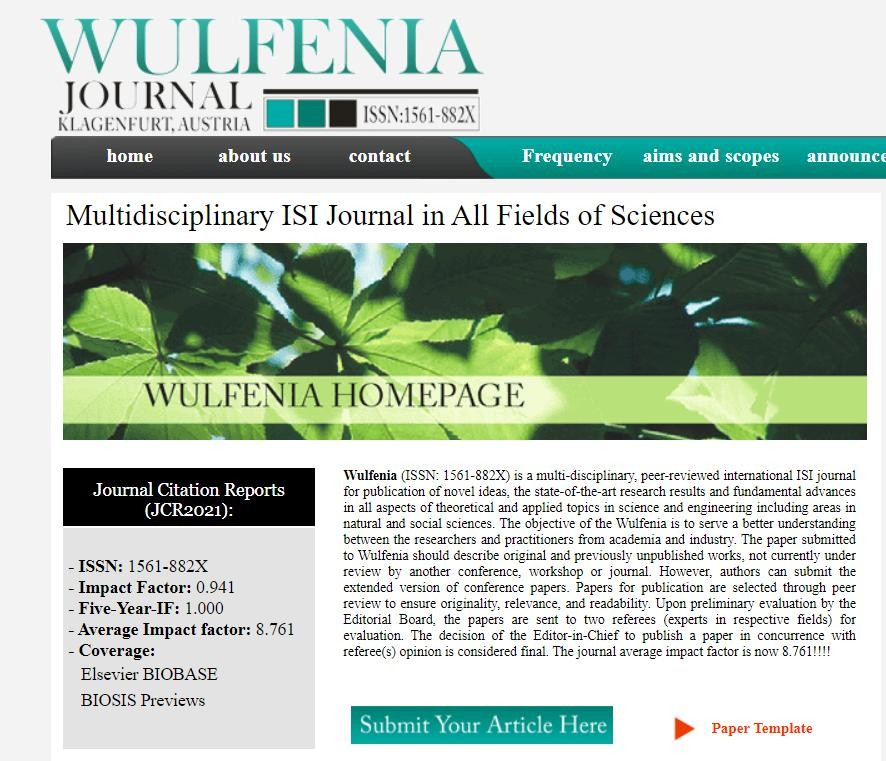 WULFENIA
JOURNAL
KLAGENFURT, AUSTRIA
ISSN:1561-882X
home about us contact Frequency aims and scopes announce
Multidisciplinary ISI Journal in All Fields of Sciences
WULFENIA HOMEPAGE
Journal Citation Reports
(JCR2021):
- ISSN: 1561-882X
- Impact Factor: 0.941
- Five-Year-IF: 1.000
- Average Impact factor: 8.761
- Coverage:
Elsevier BIOBASE
BIOSIS Previews
Wulfenia (ISSN: 1561-882X) is a multi-disciplinary, peer-reviewed international ISI journal
for publication of novel ideas, the state-of-the-art research results and fundamental advances
in all aspects of theoretical and applied topics in science and engineering including areas in
natural and social sciences. The objective of the Wulfenia is to serve a better understanding
between the researchers and practitioners from academia and industry. The paper submitted
to Wulfenia should describe original and previously unpublished works, not currently under
review by another conference, workshop or journal. However, authors can submit the
extended version of conference papers. Papers for publication are selected through peer
review to ensure originality, relevance, and readability. Upon preliminary evaluation by the
Editorial Board, the papers are sent to two referees (experts in respective fields) for
evaluation. The decision of the Editor-in-Chief to publish a paper in concurrence with
referee(s) opinion is considered final. The journal average impact factor is now 8.761!!!!
Submit Your Article Here
Paper Template